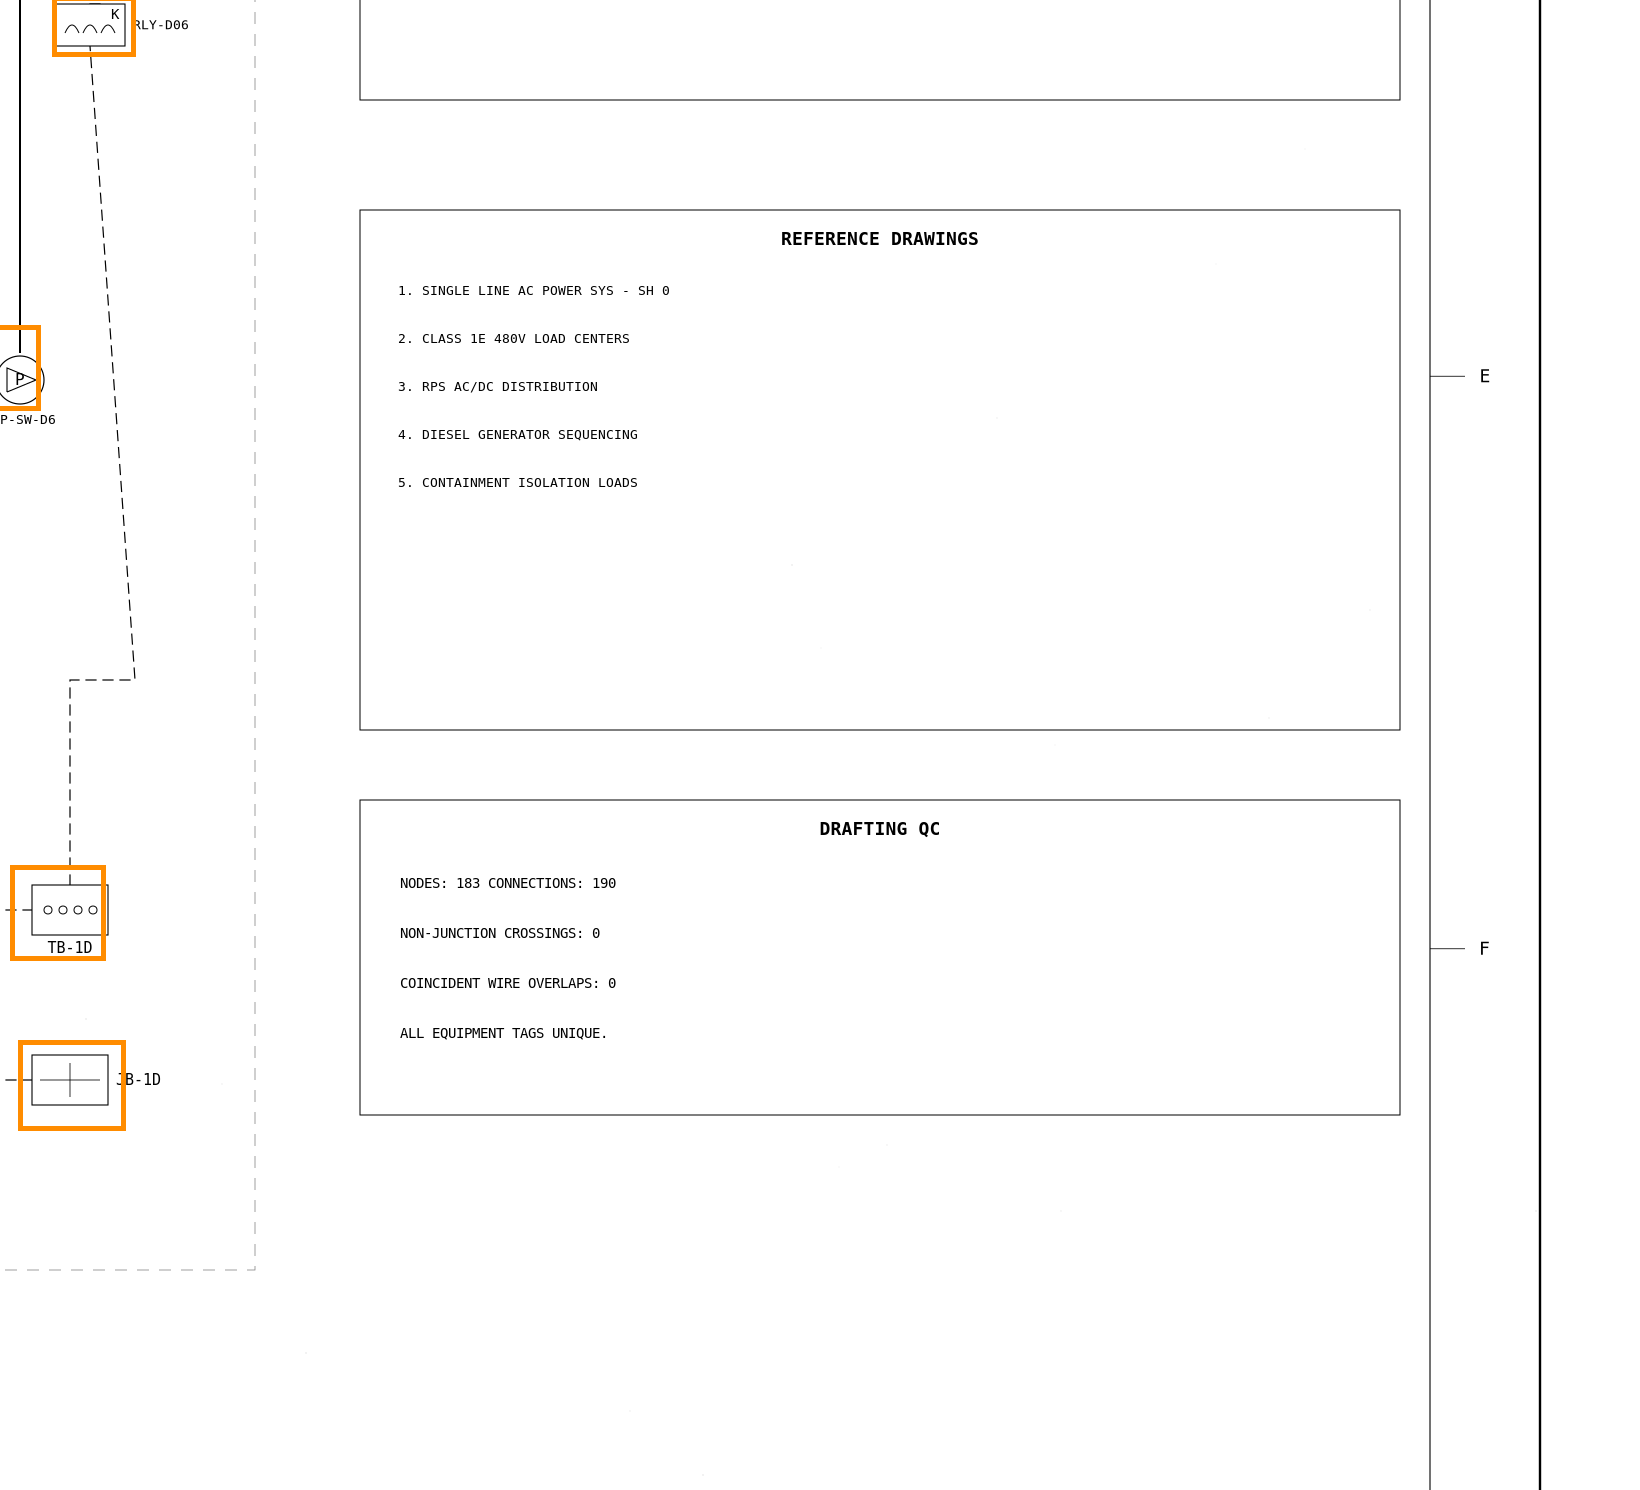 K
RLY-D06
REFERENCE DRAWINGS
1. SINGLE LINE AC POWER SYS - SH 0
2. CLASS 1E 480V LOAD CENTERS
3. RPS AC/DC DISTRIBUTION
4. DIESEL GENERATOR SEQUENCING
5. CONTAINMENT ISOLATION LOADS
E
P
P-SW-D6
DRAFTING QC
NODES: 183 CONNECTIONS: 190
NON-JUNCTION CROSSINGS: 0
COINCIDENT WIRE OVERLAPS: 0
ALL EQUIPMENT TAGS UNIQUE.
F
TB-1D
JB-1D